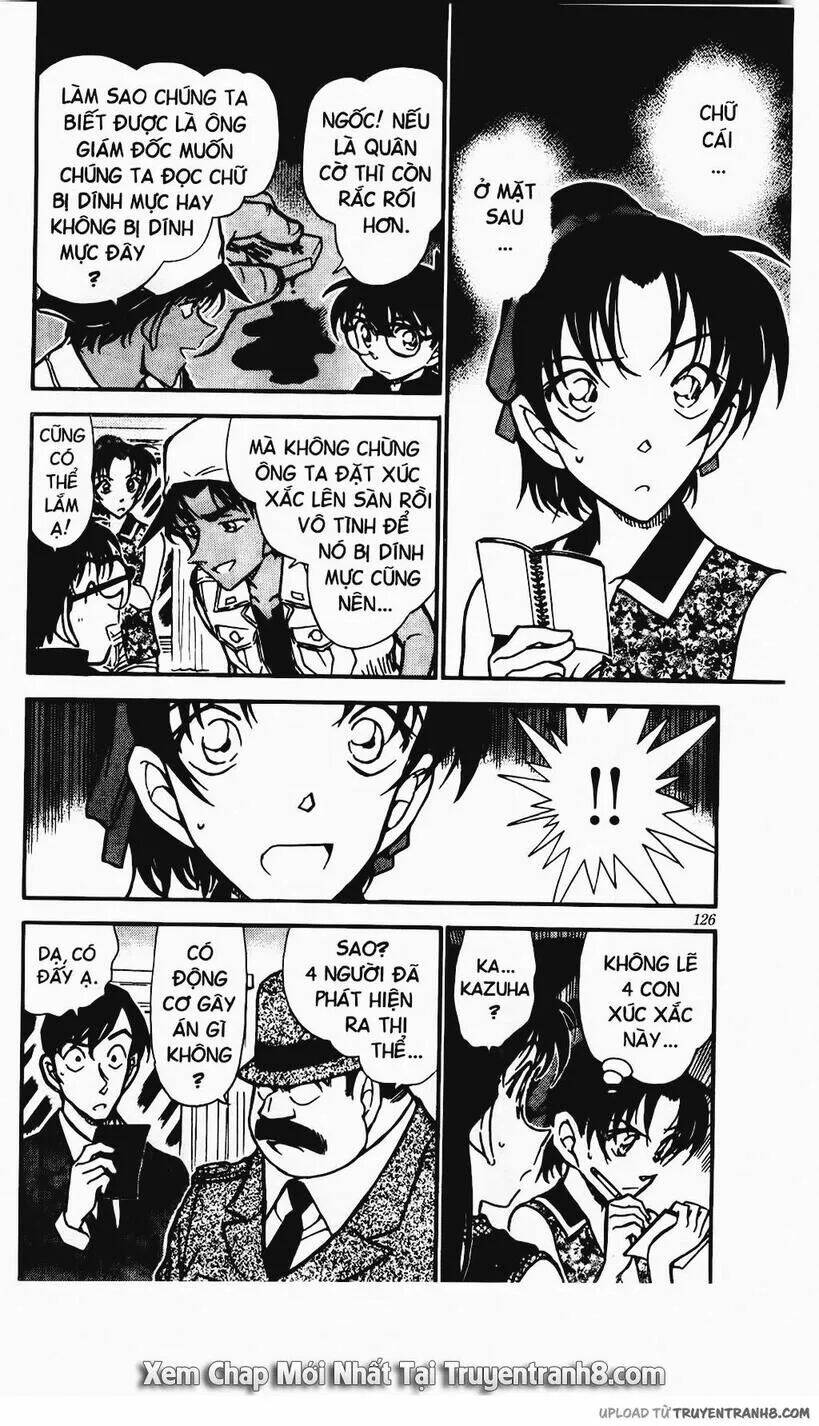 CHỮ
CÁI
...
Ở MẶT
SAU
...
NGỐC! NẾU
LÀ QUÂN
CỜ THÌ CÒN
RẮC RỐI
HƠN.
LÀM SAO CHÚNG TA
BIẾT ĐƯỢC LÀ ÔNG
GIÁM ĐỐC MUỐN
CHÚNG TA ĐỌC CHỮ
BỊ DÍNH MỰC HAY
KHÔNG BỊ DÍNH
MỰC ĐÂY
?
MÀ KHÔNG CHỪNG
ÔNG TA ĐẶT XÚC
XẮC LÊN SÀN RỒI
VÔ TÌNH ĐỂ
NÓ BỊ DÍNH
MỰC CŨNG
NÊN...
CŨNG
CÓ
THỂ
LẮM
Ạ!
!!
126
KHÔNG LẼ
4 CON
XÚC XẮC
NÀY...
KA...
KAZUHA
?
SAO?
4 NGƯỜI ĐÃ
PHÁT HIỆN
RA THI
THỂ...
CÓ
ĐỘNG
CƠ GÂY
ÁN GÌ
KHÔNG
?
DẠ, CÓ
ĐẤY Ạ.
Xem Chap Mới Nhất Tại Truyentranh8.com
UPLOAD TỪ TRUYENTRANH8.COM